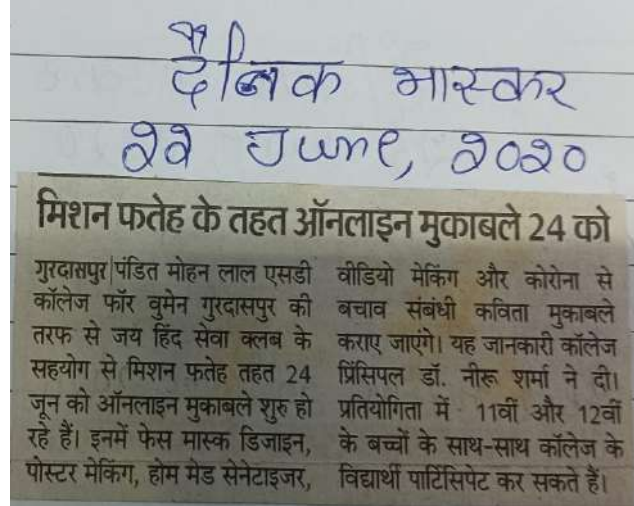 दैनिक भास्कर
22 June, 2020
मिशन फतेह के तहत ऑनलाइन मुकाबले 24 को
गुरदासपुर|पंडित मोहन लाल एसडी
कॉलेज फॉर वुमेन गुरदासपुर की
तरफ से जय हिंद सेवा क्लब के
सहयोग से मिशन फतेह तहत 24
जून को ऑनलाइन मुकाबले शुरु हो
रहे हैं। इनमें फेस मास्क डिजाइन,
पोस्टर मेकिंग, होम मेड सेनेटाइजर,
वीडियो मेकिंग और कोरोना से
बचाव संबंधी कविता मुकाबले
कराए जाएंगे। यह जानकारी कॉलेज
प्रिंसिपल डॉ. नीरू शर्मा ने दी।
प्रतियोगिता में 11वीं और 12वीं
के बच्चों के साथ-साथ कॉलेज के
विद्यार्थी पार्टिसिपेट कर सकते हैं।